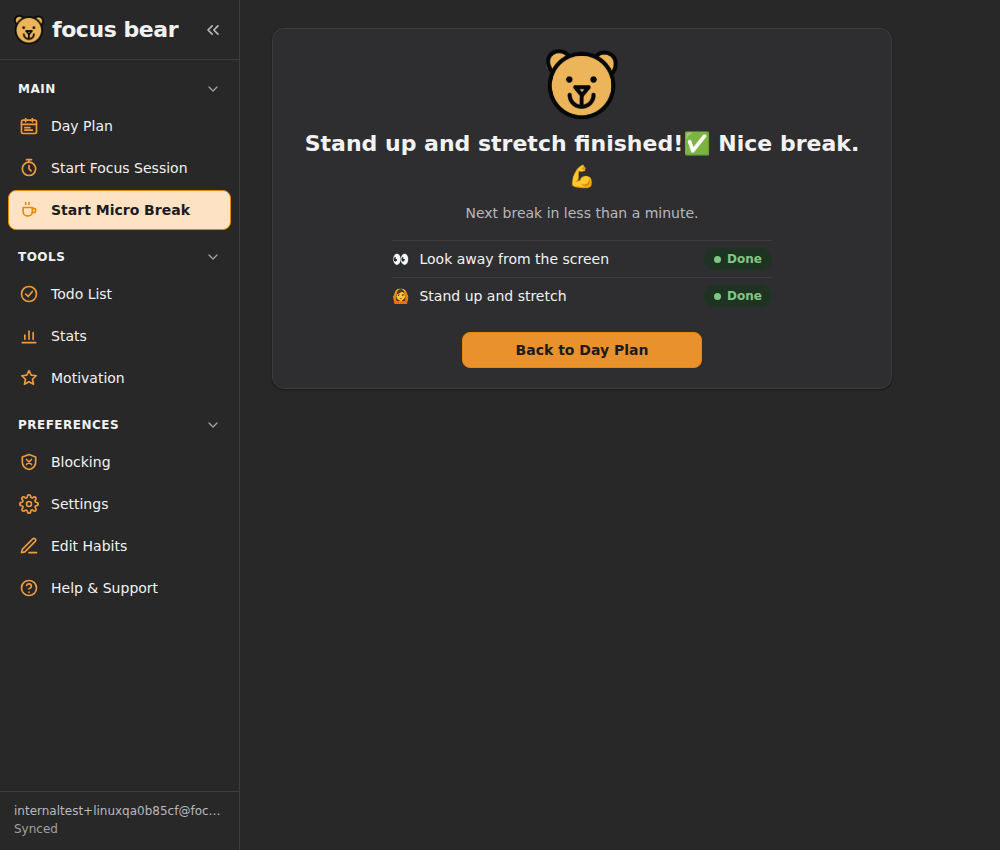 focus bear
MAIN
Day Plan
Start Focus Session
Start Micro Break
TOOLS
Todo List
Stats
Motivation
PREFERENCES
Blocking
Settings
Edit Habits
Help & Support
internaltest+linuxqa0b85cf@foc...
Synced
Stand up and stretch finished!✅ Nice break.
💪
Next break in less than a minute.
👀 Look away from the screen Done
🙆 Stand up and stretch Done
Back to Day Plan